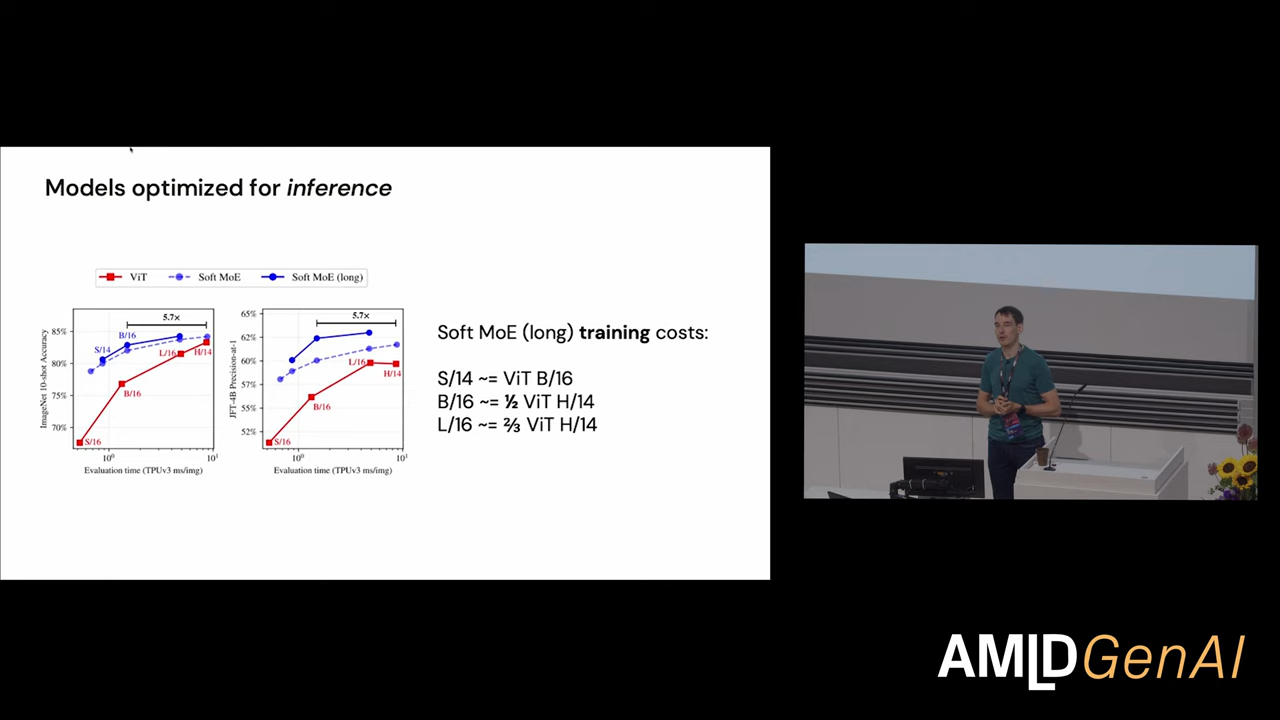 Models optimized for inference
ViT
Soft MoE
Soft MoE (long)
5.7×
85%
80%
75%
70%
ImageNet 10-shot Accuracy
S/14
B/16
L/16
H/14
B/16
S/16
10⁰
10¹
Evaluation time (TPUv3 ms/img)
5.7×
65%
62%
60%
57%
55%
52%
JFT-4B Precision-at-1
L/16
H/14
B/16
S/16
10⁰
10¹
Evaluation time (TPUv3 ms/img)
Soft MoE (long) training costs:
S/14 ~= ViT B/16
B/16 ~= ½ ViT H/14
L/16 ~= ⅔ ViT H/14
AMLD GenAI